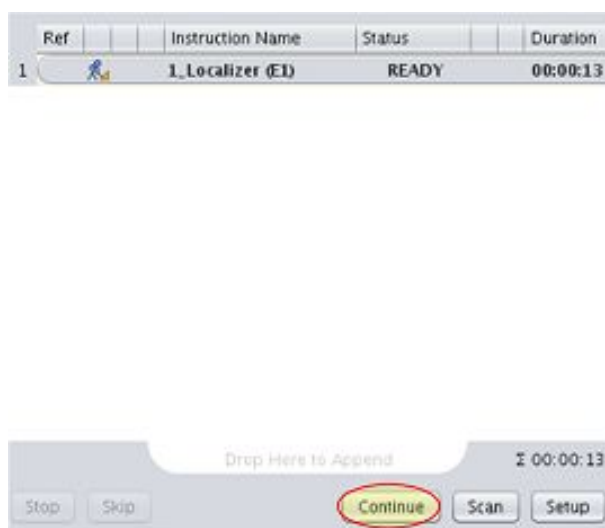 Ref Instruction Name Status Duration
1 1_Localizer (E1) READY 00:00:13
Drop Here to Append Σ 00:00:13
Stop Skip Continue Scan Setup